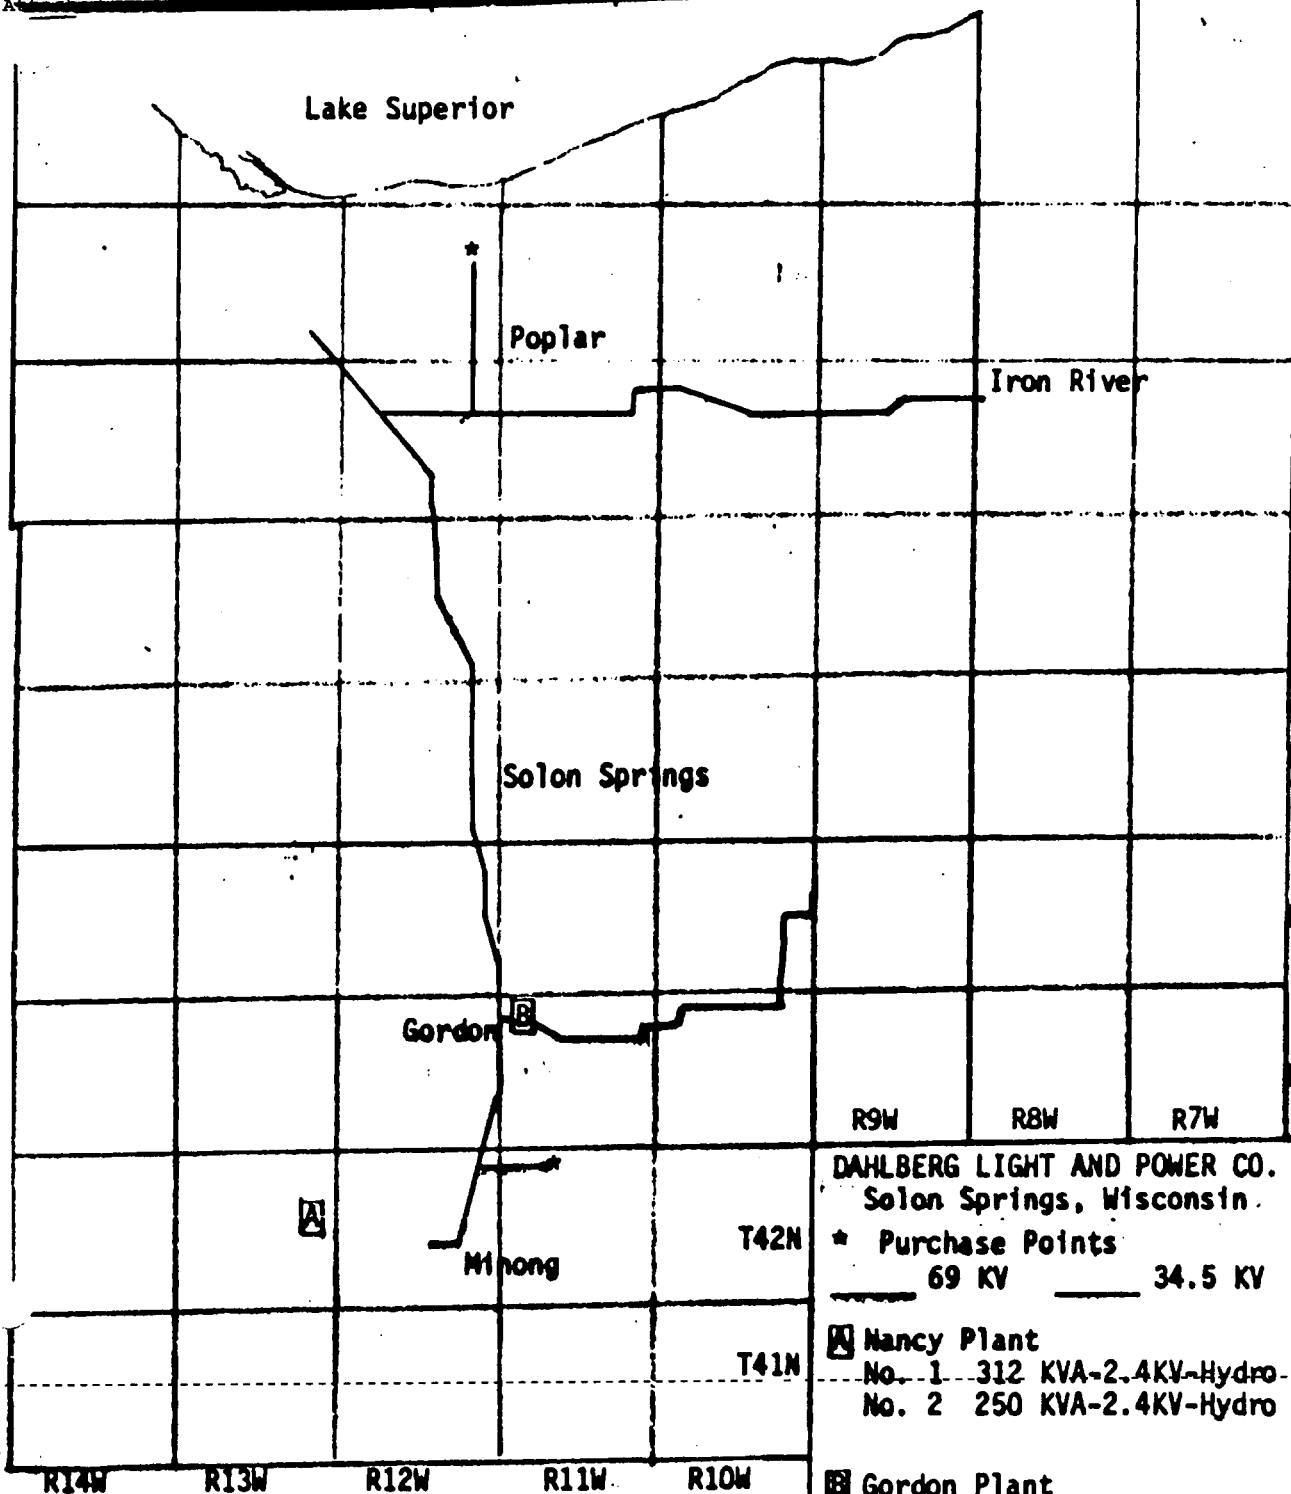 Lake Superior
*
Poplar
Iron River
Solon Springs
B
Gordon
R9W R8W R7W
*
DAHLBERG LIGHT AND POWER CO.
Solon Springs, Wisconsin
A
T42N
* Purchase Points
Minong
69 KV 34.5 KV
A Nancy Plant
T41N
No. 1 312 KVA-2.4KV-Hydro
No. 2 250 KVA-2.4KV-Hydro
R14W R13W R12W R11W R10W
B Gordon Plant